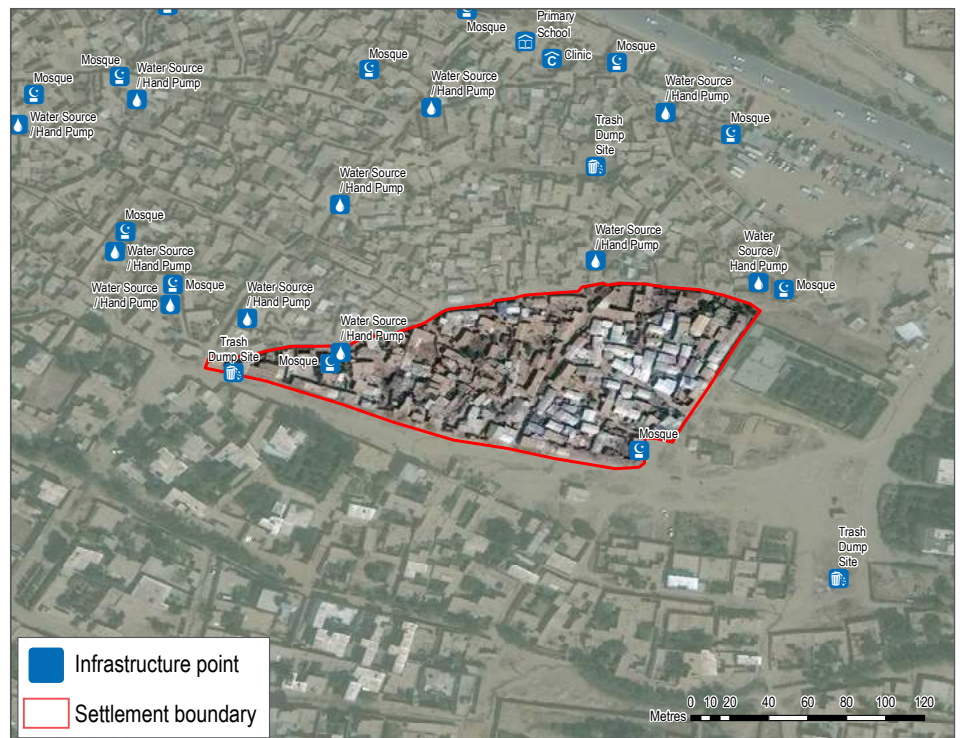 Mosque
Primary
School
Clinic
Mosque
Mosque
Mosque
Water Source
/ Hand Pump
Mosque
Water Source
/ Hand Pump
Water Source
/ Hand Pump
Water Source
/ Hand Pump
Mosque
Trash
Dump
Site
Mosque
Water Source
/ Hand Pump
Mosque
Water Source
/ Hand Pump
Water Source
/ Hand Pump
Water
Source /
Hand Pump
Mosque
Mosque
Water Source
/ Hand Pump
Water Source
/ Hand Pump
Water Source
/ Hand Pump
Trash
Dump Site
Mosque
Mosque
Trash
Dump
Site
Infrastructure point
Settlement boundary
0 10 20 40 60 80 100 120
Metres
C